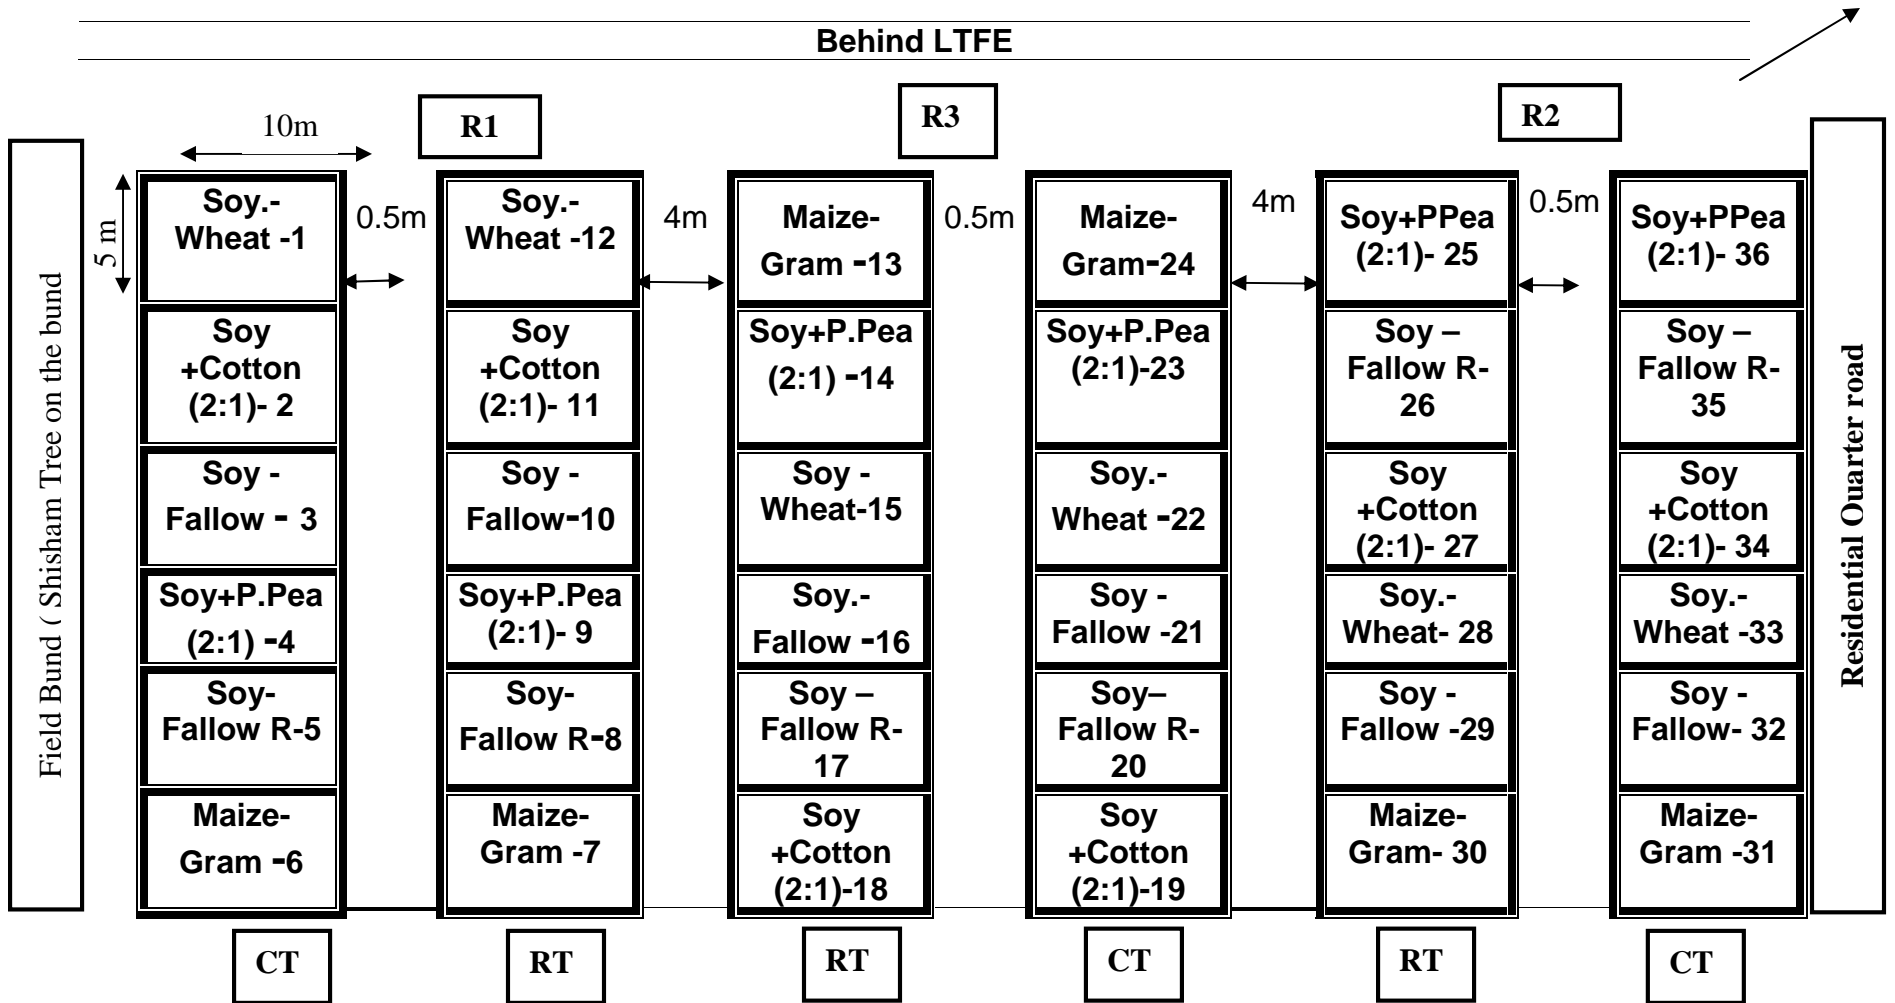 Behind LTFE
R1
R3
R2
10m
5 m
0.5m
4m
0.5m
4m
0.5m
Field Bund ( Shisham Tree on the bund
Residential Quarter road
Soy.-
Wheat -1
Soy
+Cotton
(2:1)- 2
Soy -
Fallow - 3
Soy+P.Pea
(2:1) -4
Soy-
Fallow R-5
Maize-
Gram -6
CT
Soy.-
Wheat -12
Soy
+Cotton
(2:1)- 11
Soy -
Fallow-10
Soy+P.Pea
(2:1)- 9
Soy-
Fallow R-8
Maize-
Gram -7
RT
Maize-
Gram -13
Soy+P.Pea
(2:1) -14
Soy -
Wheat-15
Soy.-
Fallow -16
Soy –
Fallow R-
17
Soy
+Cotton
(2:1)-18
RT
Maize-
Gram-24
Soy+P.Pea
(2:1)-23
Soy.-
Wheat -22
Soy -
Fallow -21
Soy–
Fallow R-
20
Soy
+Cotton
(2:1)-19
CT
Soy+PPea
(2:1)- 25
Soy –
Fallow R-
26
Soy
+Cotton
(2:1)- 27
Soy.-
Wheat- 28
Soy -
Fallow -29
Maize-
Gram- 30
RT
Soy+PPea
(2:1)- 36
Soy –
Fallow R-
35
Soy
+Cotton
(2:1)- 34
Soy.-
Wheat -33
Soy -
Fallow- 32
Maize-
Gram -31
CT